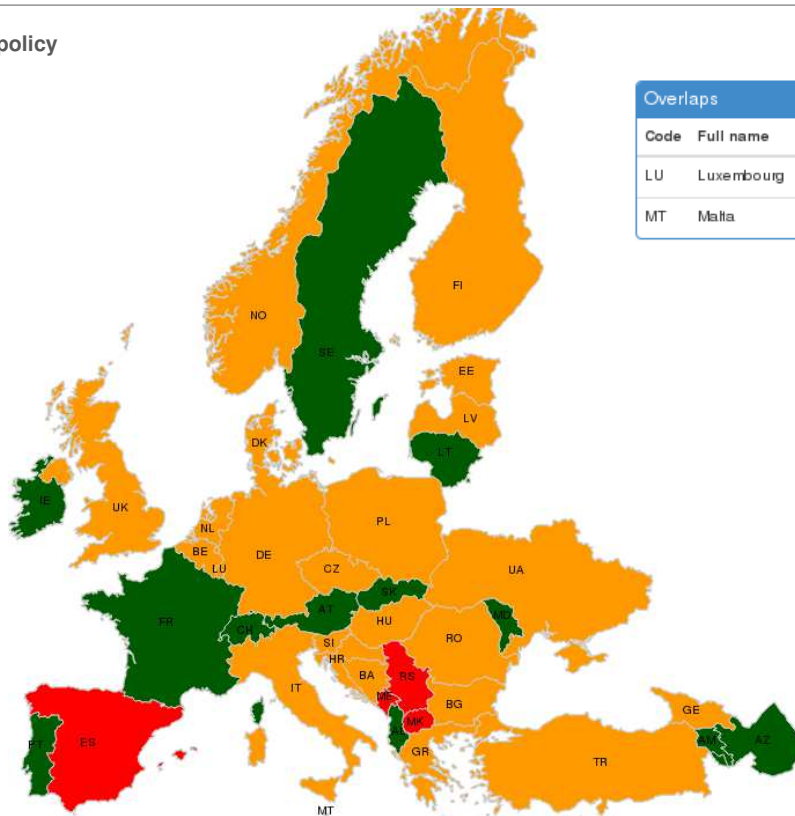 policy
Overlaps
Code Full name
LU Luxembourg
MT Malta
NO
FI
SE
EE
LV
DK
LT
IE
UK
NL
PL
BE
DE
LU
CZ
UA
SK
AT
FR
CH
MD
HU
RO
SI
HR
BA
RS
IT
ME
BG
GE
MK
ES
PT
AL
AM
AZ
GR
TR
MT